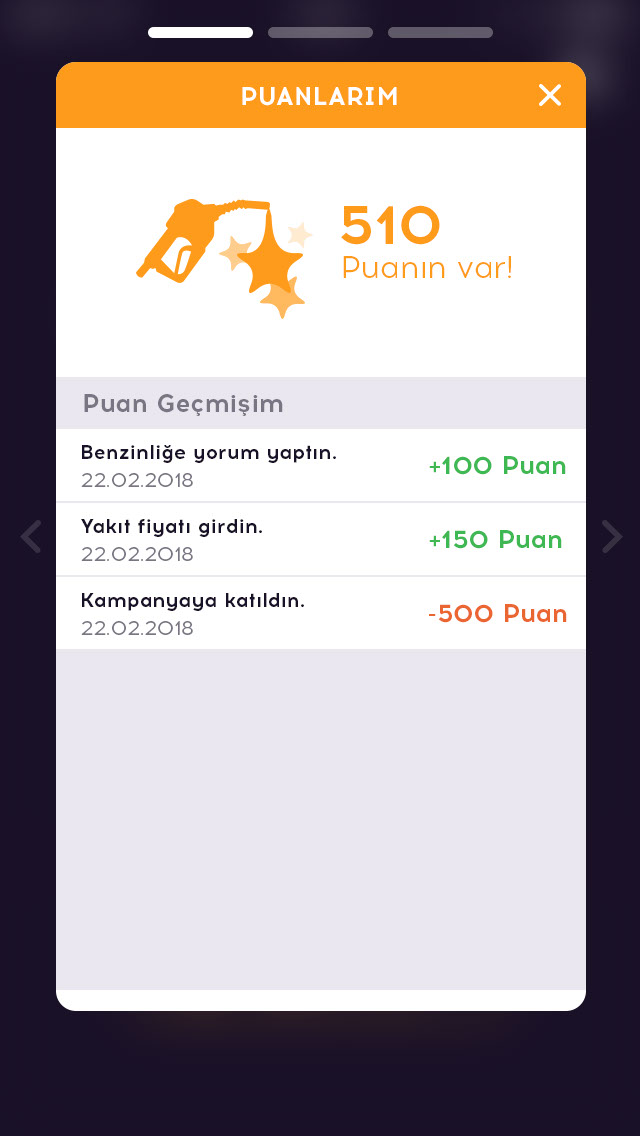 PUANLARIM
510
Puanın var!
Puan Geçmişim
Benzinliğe yorum yaptın.
22.02.2018
+100 Puan
Yakıt fiyatı girdin.
22.02.2018
+150 Puan
Kampanyaya katıldın.
22.02.2018
-500 Puan